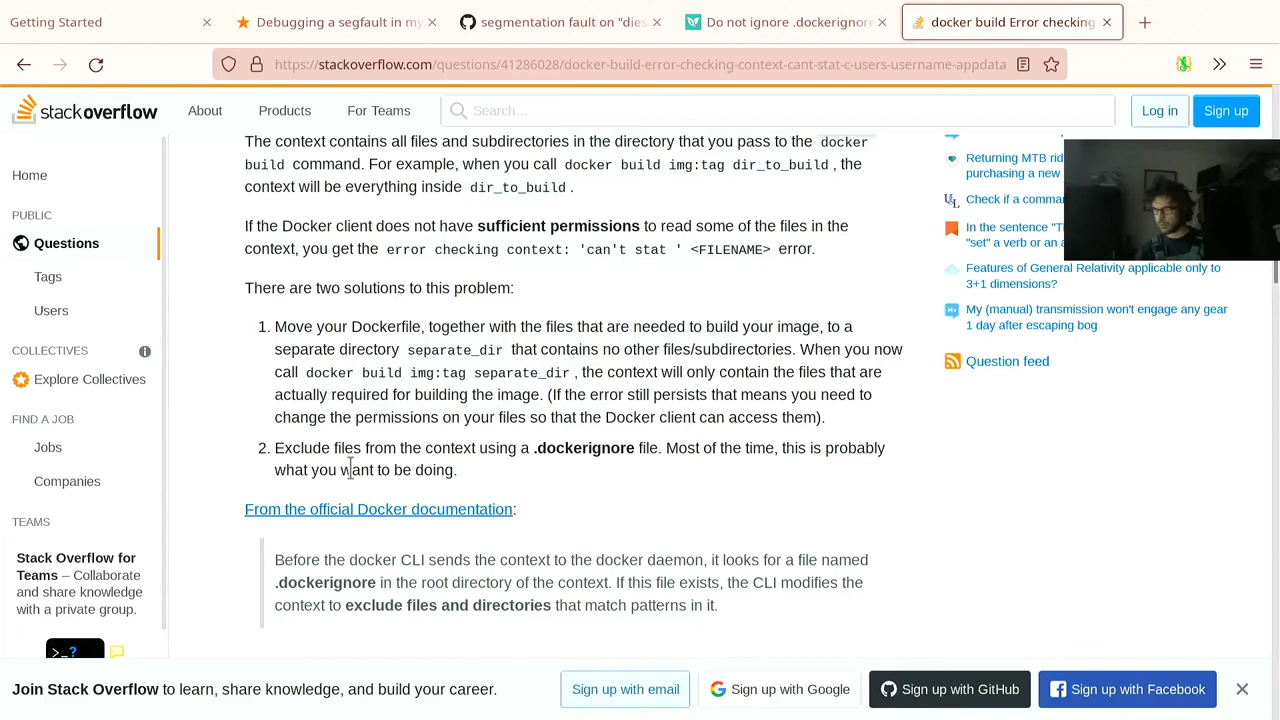 Getting Started
Debugging a segfault in my
segmentation fault on "dies
Do not ignore .dockerignore
docker build Error checking
https://stackoverflow.com/questions/41286028/docker-build-error-checking-context-cant-stat-c-users-username-appdata
stackoverflow
About
Products
For Teams
Search…
Log in
Sign up
Home
PUBLIC
Questions
Tags
Users
COLLECTIVES
Explore Collectives
FIND A JOB
Jobs
Companies
TEAMS
Stack Overflow for
Teams – Collaborate
and share knowledge
with a private group.
>_?
The context contains all files and subdirectories in the directory that you pass to the docker
build command. For example, when you call docker build img:tag dir_to_build, the
context will be everything inside dir_to_build.
If the Docker client does not have sufficient permissions to read some of the files in the
context, you get the error checking context: 'can't stat ' <FILENAME> error.
There are two solutions to this problem:
1. Move your Dockerfile, together with the files that are needed to build your image, to a
separate directory separate_dir that contains no other files/subdirectories. When you now
call docker build img:tag separate_dir, the context will only contain the files that are
actually required for building the image. (If the error still persists that means you need to
change the permissions on your files so that the Docker client can access them).
2. Exclude files from the context using a .dockerignore file. Most of the time, this is probably
what you want to be doing.
From the official Docker documentation:
Before the docker CLI sends the context to the docker daemon, it looks for a file named
.dockerignore in the root directory of the context. If this file exists, the CLI modifies the
context to exclude files and directories that match patterns in it.
Returning MTB
purchasing a new
Check if a
In the sentence
"set" a verb or an
Features of General Relativity applicable only to
3+1 dimensions?
My (manual) transmission won't engage any gear
1 day after escaping bog
Question feed
Join Stack Overflow to learn, share knowledge, and build your career.
Sign up with email
Sign up with Google
Sign up with GitHub
Sign up with Facebook